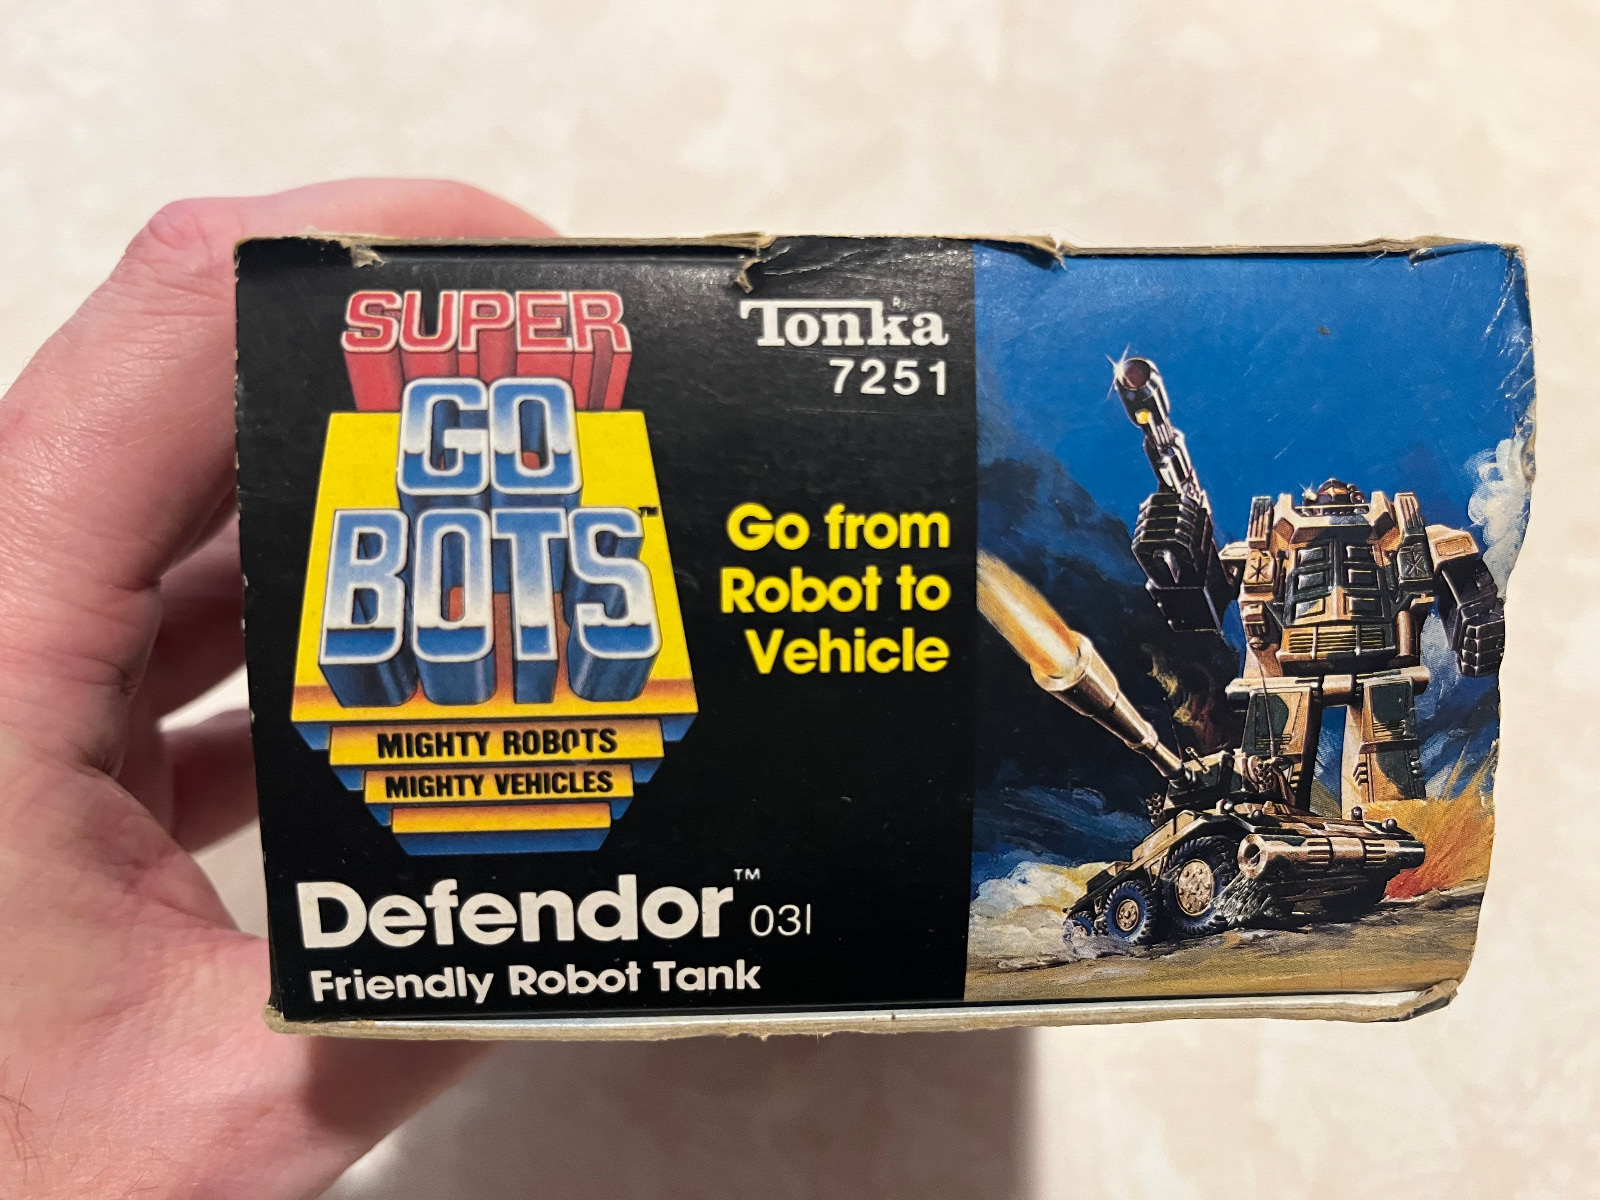 SUPER
GO
BOTS™
MIGHTY ROBOTS
MIGHTY VEHICLES
Tonka®
7251
Go from
Robot to
Vehicle
Defendor™ 031
Friendly Robot Tank